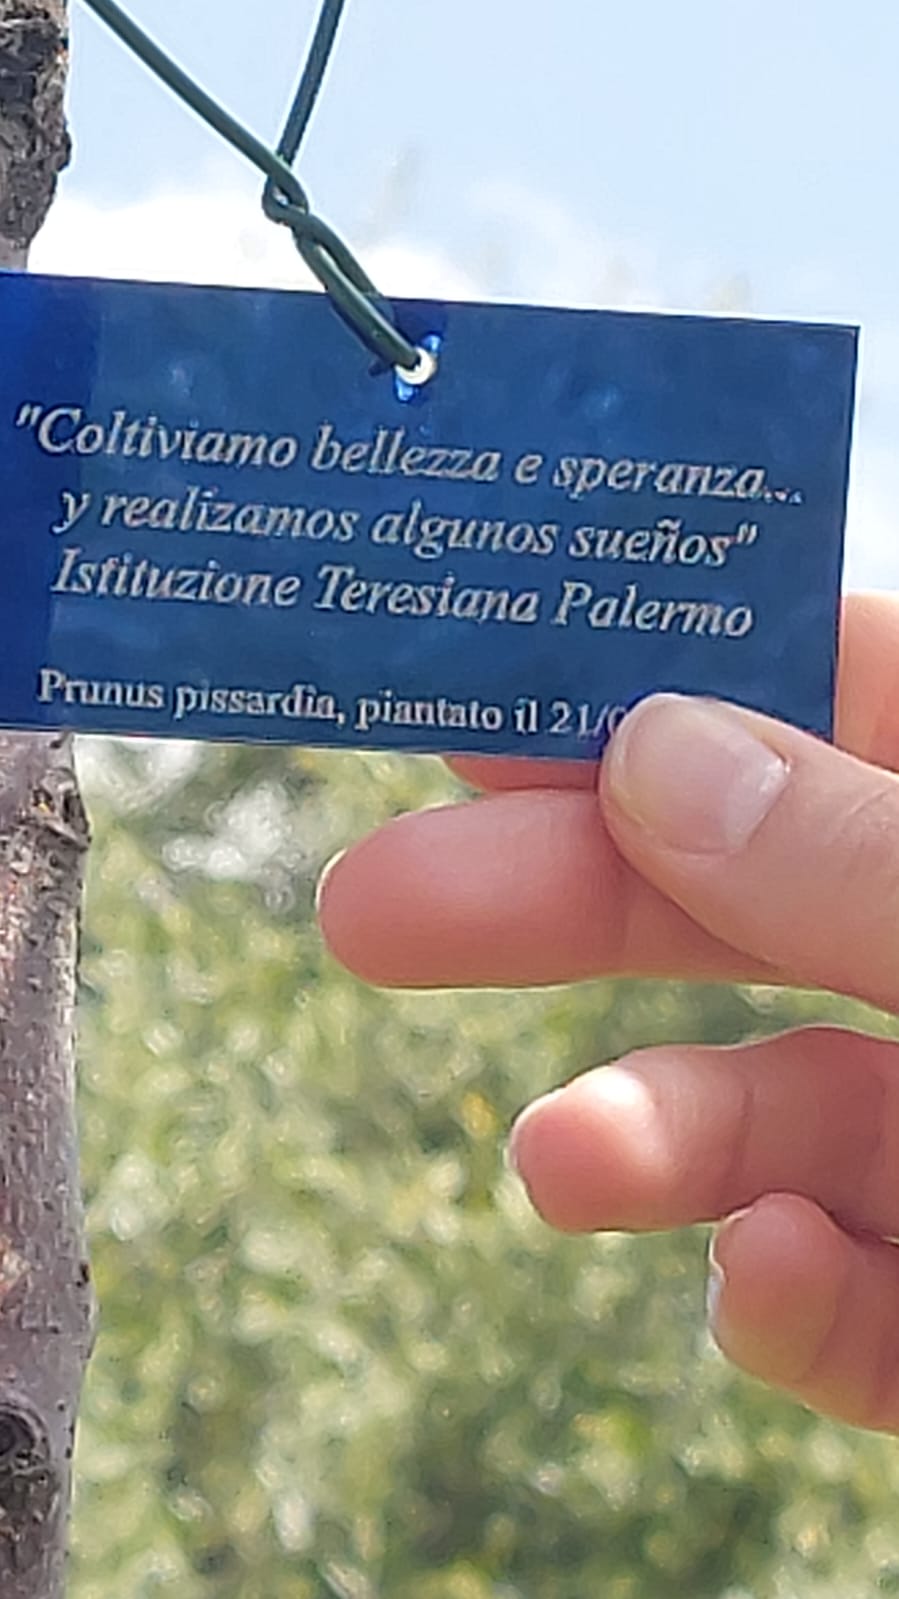 "Coltiviamo bellezza e speranza...
y realizamos algunos sueños"
Istituzione Teresiana Palermo
Prunus pissardia, piantato il 21/0